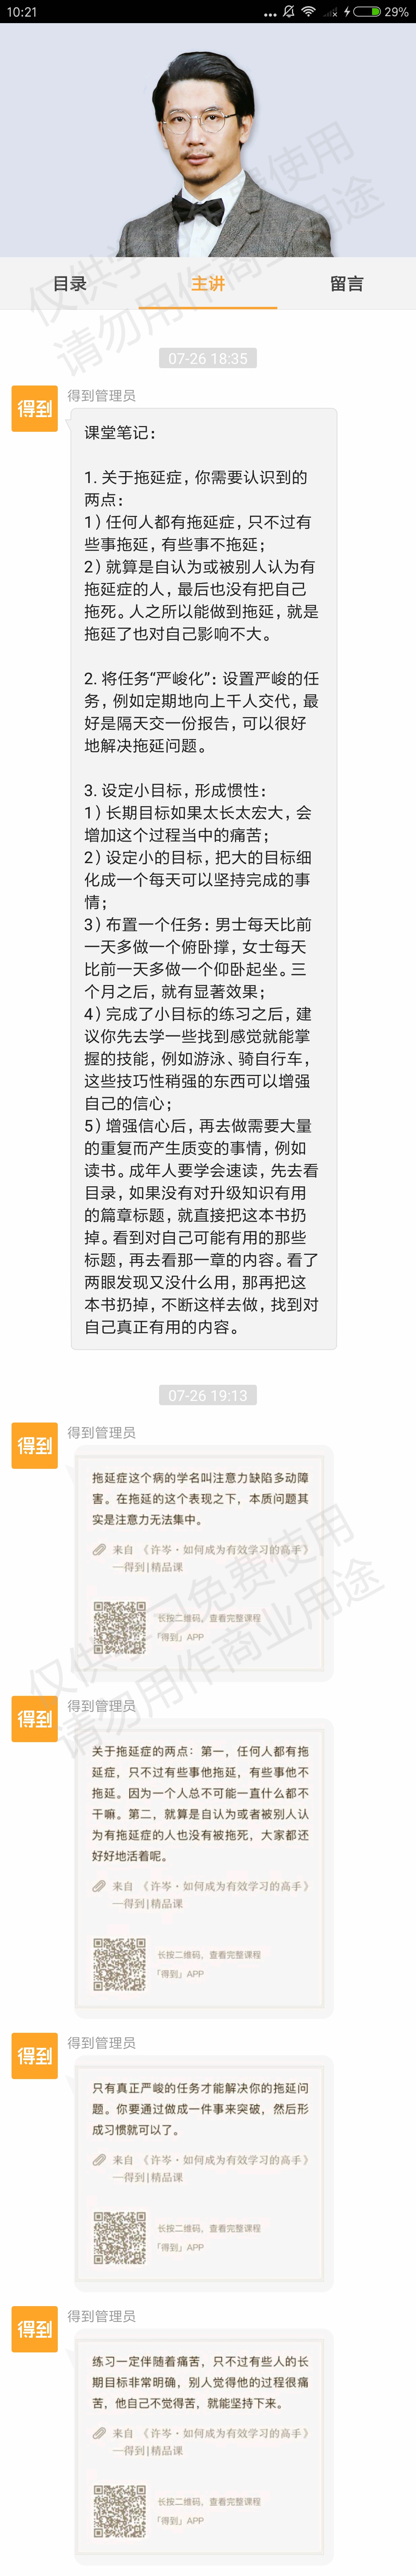 10:21
29%
目录
主讲
留言
07-26 18:35
得到
得到管理员
课堂笔记：
1. 关于拖延症，你需要认识到的
两点：
1）任何人都有拖延症，只不过有
些事拖延，有些事不拖延；
2）就算是自认为或被别人认为有
拖延症的人，最后也没有把自己
拖死。人之所以能做到拖延，就是
拖延了也对自己影响不大。
2. 将任务“严峻化”：设置严峻的任
务，例如定期地向上千人交代，最
好是隔天交一份报告，可以很好
地解决拖延问题。
3. 设定小目标，形成惯性：
1）长期目标如果太长太宏大，会
增加这个过程当中的痛苦；
2）设定小的目标，把大的目标细
化成一个每天可以坚持完成的事
情；
3）布置一个任务：男士每天比前
一天多做一个俯卧撑，女士每天
比前一天多做一个仰卧起坐。三
个月之后，就有显著效果；
4）完成了小目标的练习之后，建
议你先去学一些找到感觉就能掌
握的技能，例如游泳、骑自行车，
这些技巧性稍强的东西可以增强
自己的信心；
5）增强信心后，再去做需要大量
的重复而产生质变的事情，例如
读书。成年人要学会速读，先去看
目录，如果没有对升级知识有用
的篇章标题，就直接把这本书扔
掉。看到对自己可能有用的那些
标题，再去看那一章的内容。看了
两眼发现又没什么用，那再把这
本书扔掉，不断这样去做，找到对
自己真正有用的内容。
07-26 19:13
得到
得到管理员
拖延症这个病的学名叫注意力缺陷多动障
害。在拖延的这个表现之下，本质问题其
实是注意力无法集中。
来自 《许岑·如何成为有效学习的高手》
—得到|精品课
长按二维码，查看完整课程
「得到」APP
得到
得到管理员
关于拖延症的两点：第一，任何人都有拖
延症，只不过有些事他拖延，有些事他不
拖延。因为一个人总不可能一直什么都不
干嘛。第二，就算是自认为或者被别人认
为有拖延症的人也没有被拖死，大家都还
好好地活着呢。
来自 《许岑·如何成为有效学习的高手》
—得到|精品课
长按二维码，查看完整课程
「得到」APP
得到
得到管理员
只有真正严峻的任务才能解决你的拖延问
题。你要通过做成一件事来突破，然后形
成习惯就可以了。
来自 《许岑·如何成为有效学习的高手》
—得到|精品课
长按二维码，查看完整课程
「得到」APP
得到
得到管理员
练习一定伴随着痛苦，只不过有些人的长
期目标非常明确，别人觉得他的过程很痛
苦，他自己不觉得苦，就能坚持下来。
来自 《许岑·如何成为有效学习的高手》
—得到|精品课
长按二维码，查看完整课程
「得到」APP